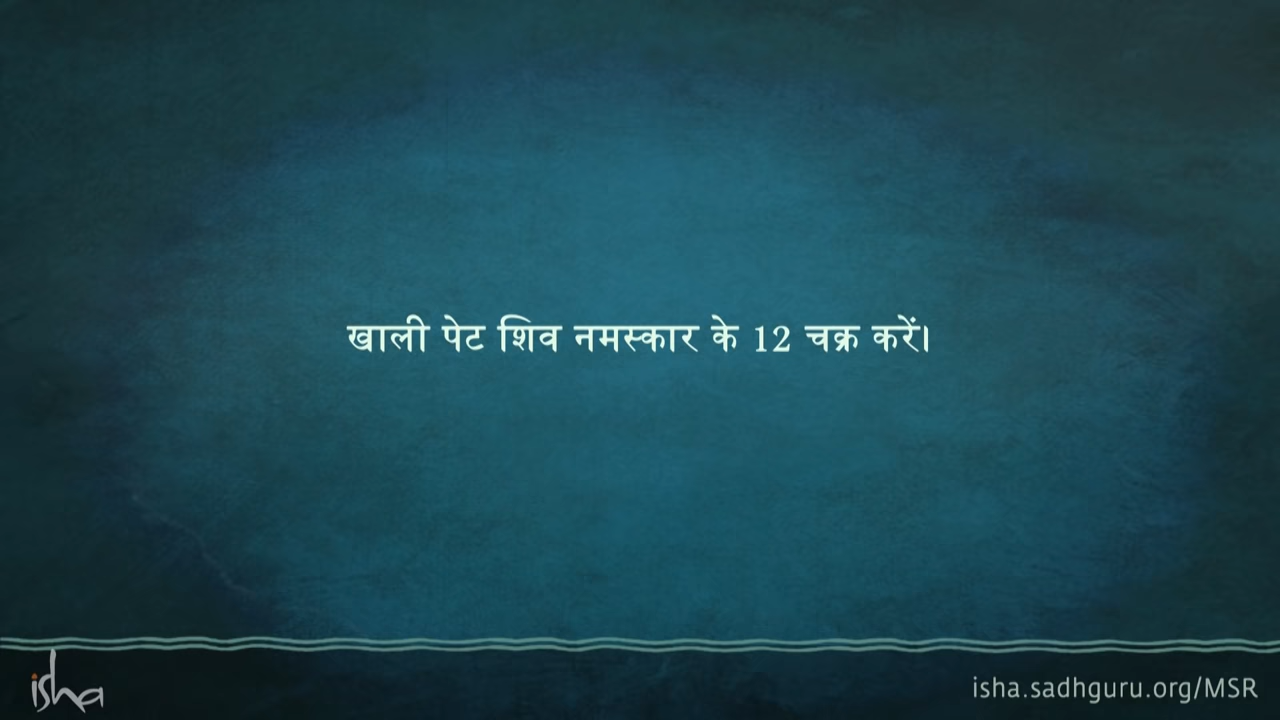 खाली पेट शिव नमस्कार के 12 चक्र करें।
isha
isha.sadhguru.org/MSR